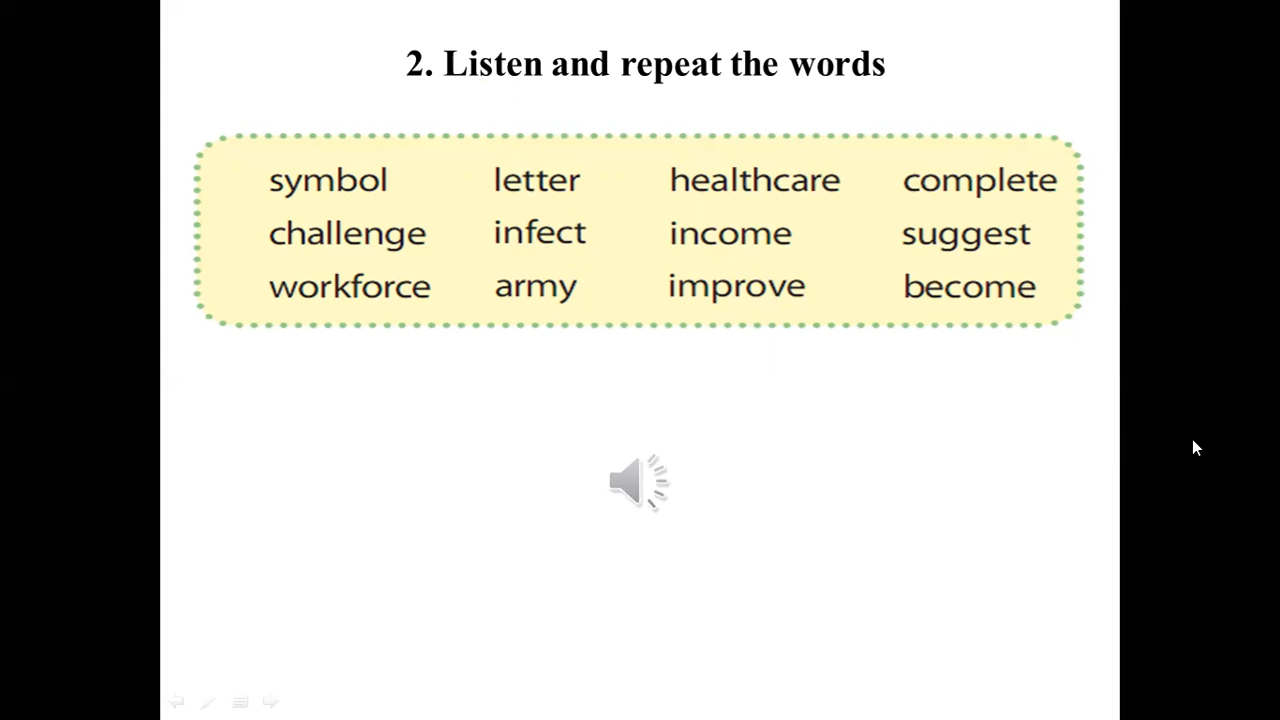 2. Listen and repeat the words
symbol letter healthcare complete
challenge infect income suggest
workforce army improve become